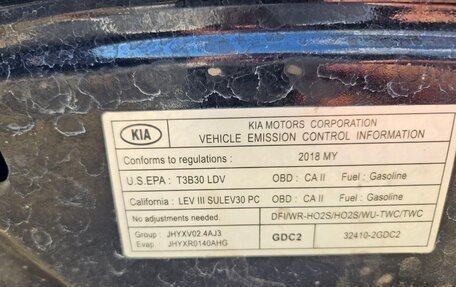 KIA
KIA MOTORS CORPORATION
VEHICLE EMISSION CONTROL INFORMATION
Conforms to regulations : 2018 MY
U.S.EPA : T3B30 LDV OBD : CA II Fuel : Gasoline
California : LEV III SULEV30 PC OBD : CA II Fuel : Gasoline
No adjustments needed. DFI/WR-HO2S/HO2S/WU-TWC/TWC
Group : JHYXV02.4AJ3
Evap : JHYXR0140AHG
GDC2 32410-2GDC2